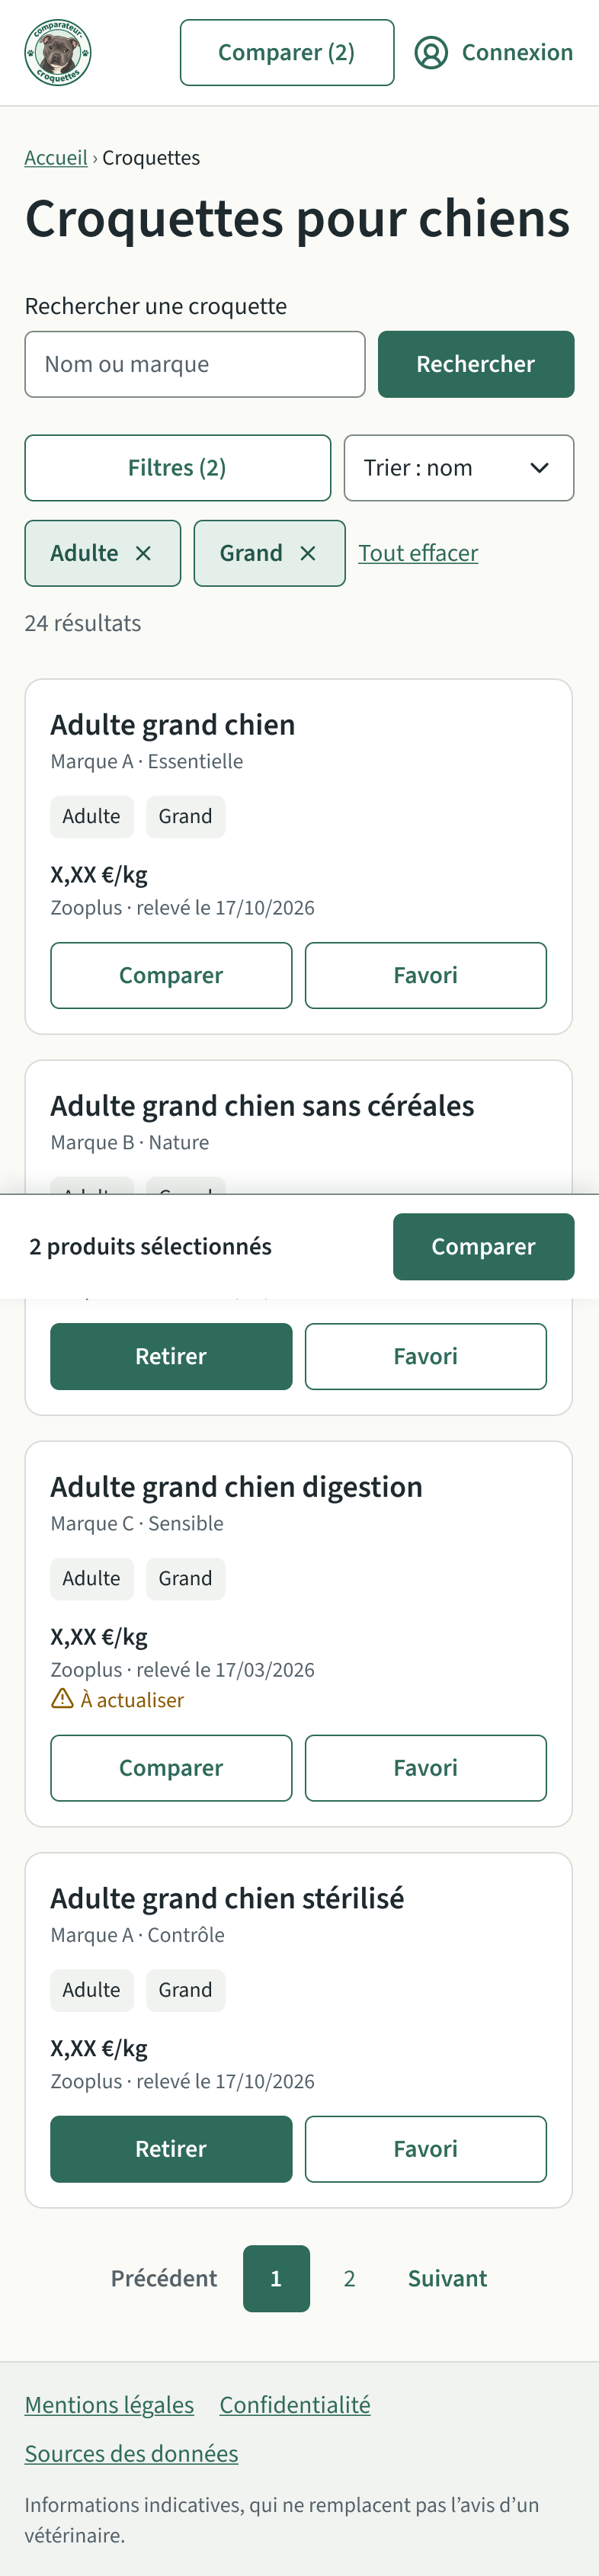 comparateur-
croquettes
Comparer (2)
Connexion
Accueil › Croquettes
Croquettes pour chiens
Rechercher une croquette
Nom ou marque
Rechercher
Filtres (2)
Trier : nom
Adulte
Grand
Tout effacer
24 résultats
Adulte grand chien
Marque A · Essentielle
Adulte
Grand
X,XX €/kg
Zooplus · relevé le 17/10/2026
Comparer
Favori
Adulte grand chien sans céréales
Marque B · Nature
Adulte
Grand
2 produits sélectionnés
Comparer
Retirer
Favori
Adulte grand chien digestion
Marque C · Sensible
Adulte
Grand
X,XX €/kg
Zooplus · relevé le 17/03/2026
À actualiser
Comparer
Favori
Adulte grand chien stérilisé
Marque A · Contrôle
Adulte
Grand
X,XX €/kg
Zooplus · relevé le 17/10/2026
Retirer
Favori
Précédent
1
2
Suivant
Mentions légales
Confidentialité
Sources des données
Informations indicatives, qui ne remplacent pas l’avis d’un
vétérinaire.